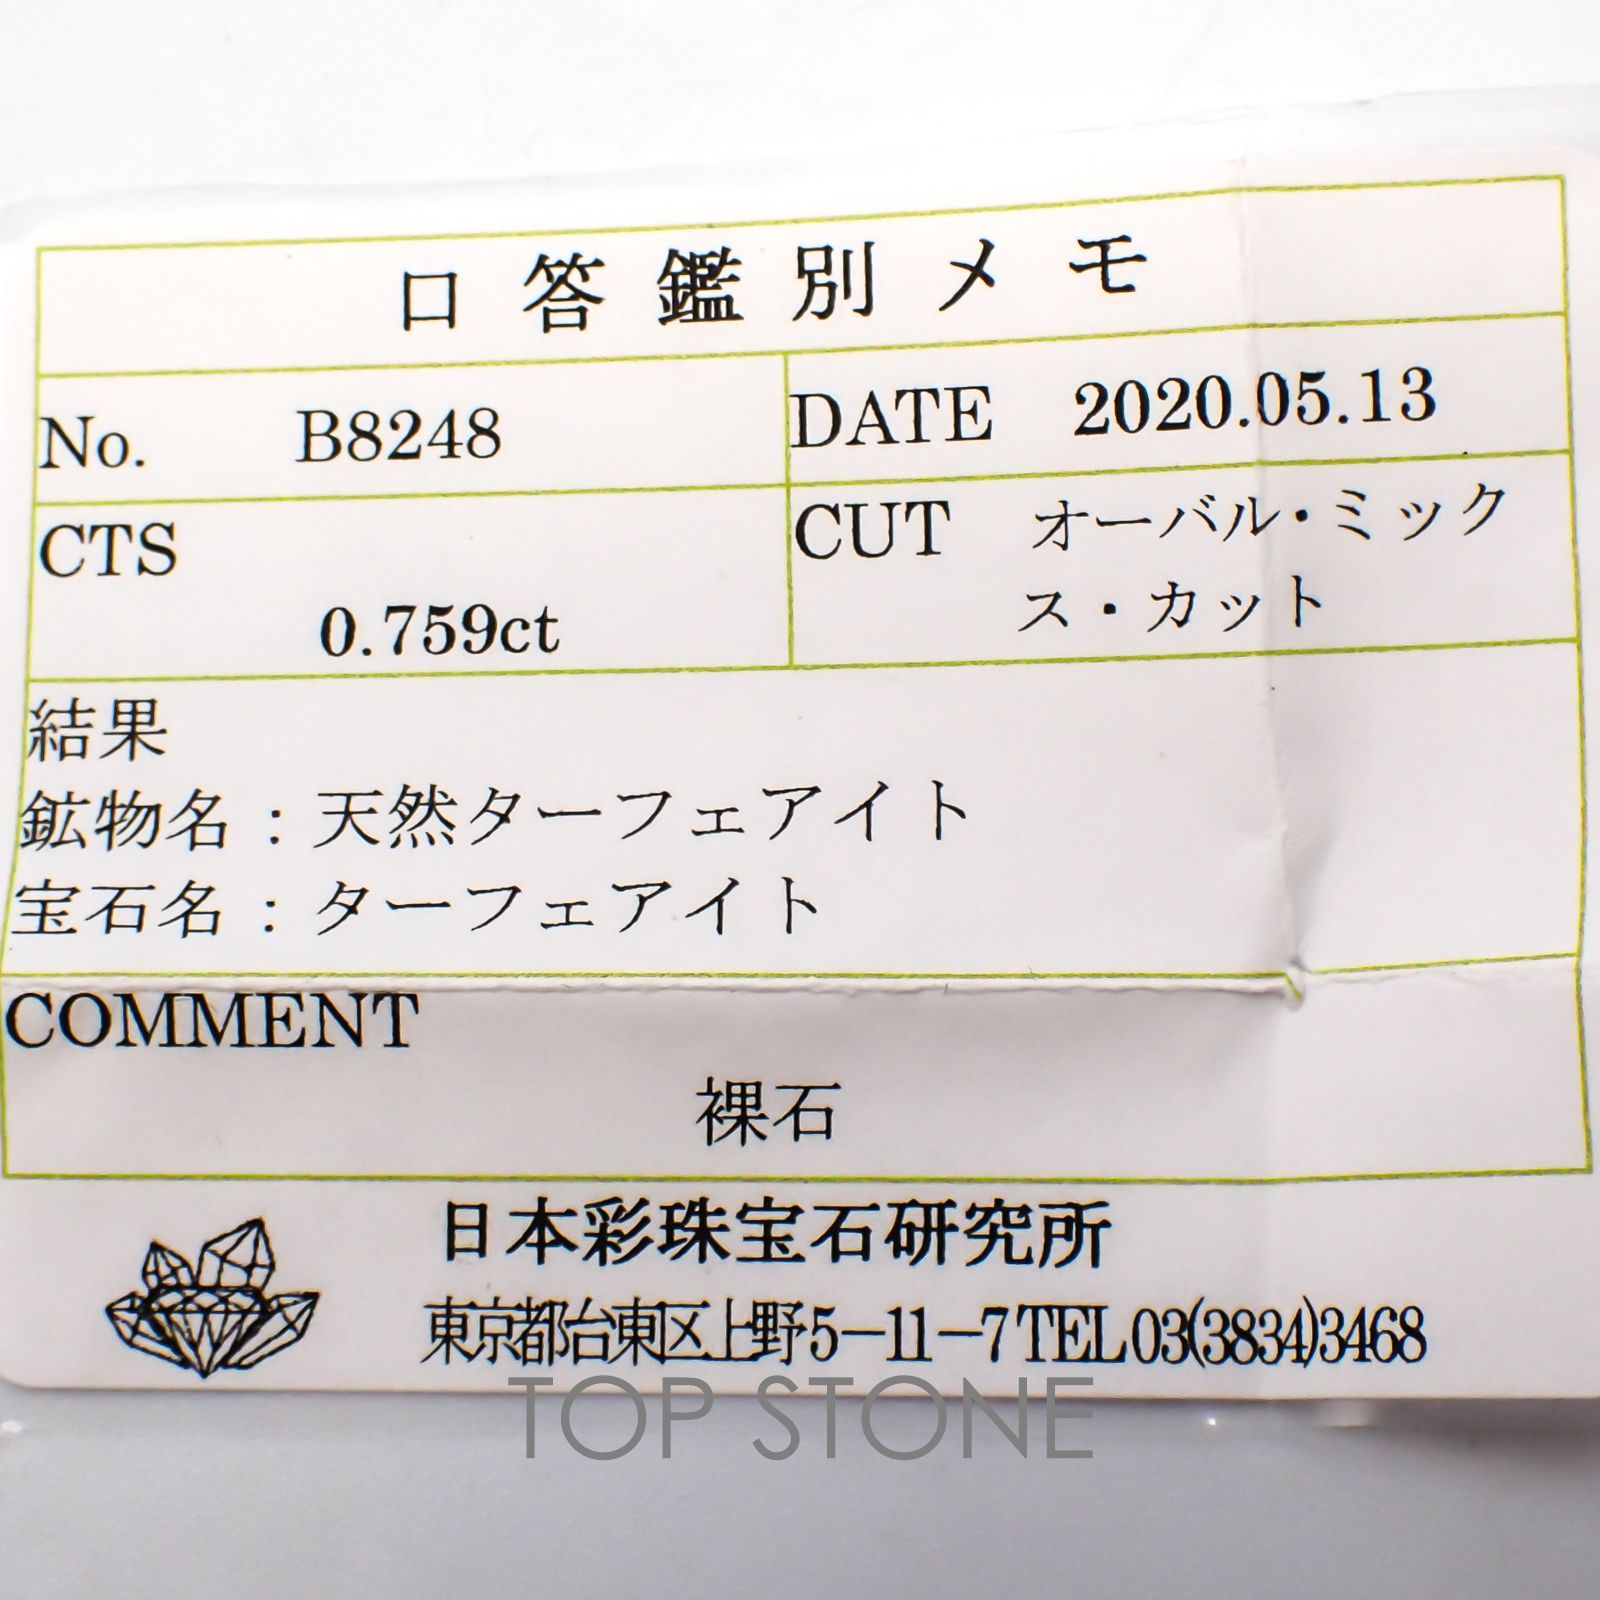 口答鑑別メモ
No. B8248
DATE 2020.05.13
CTS
0.759ct
CUT オーバル・ミック
ス・カット
結果
鉱物名：天然ターフェアイト
宝石名：ターフェアイト
COMMENT
裸石
日本彩珠宝石研究所
東京都台東区上野5-11-7 TEL03(3834)3468
TOP STONE